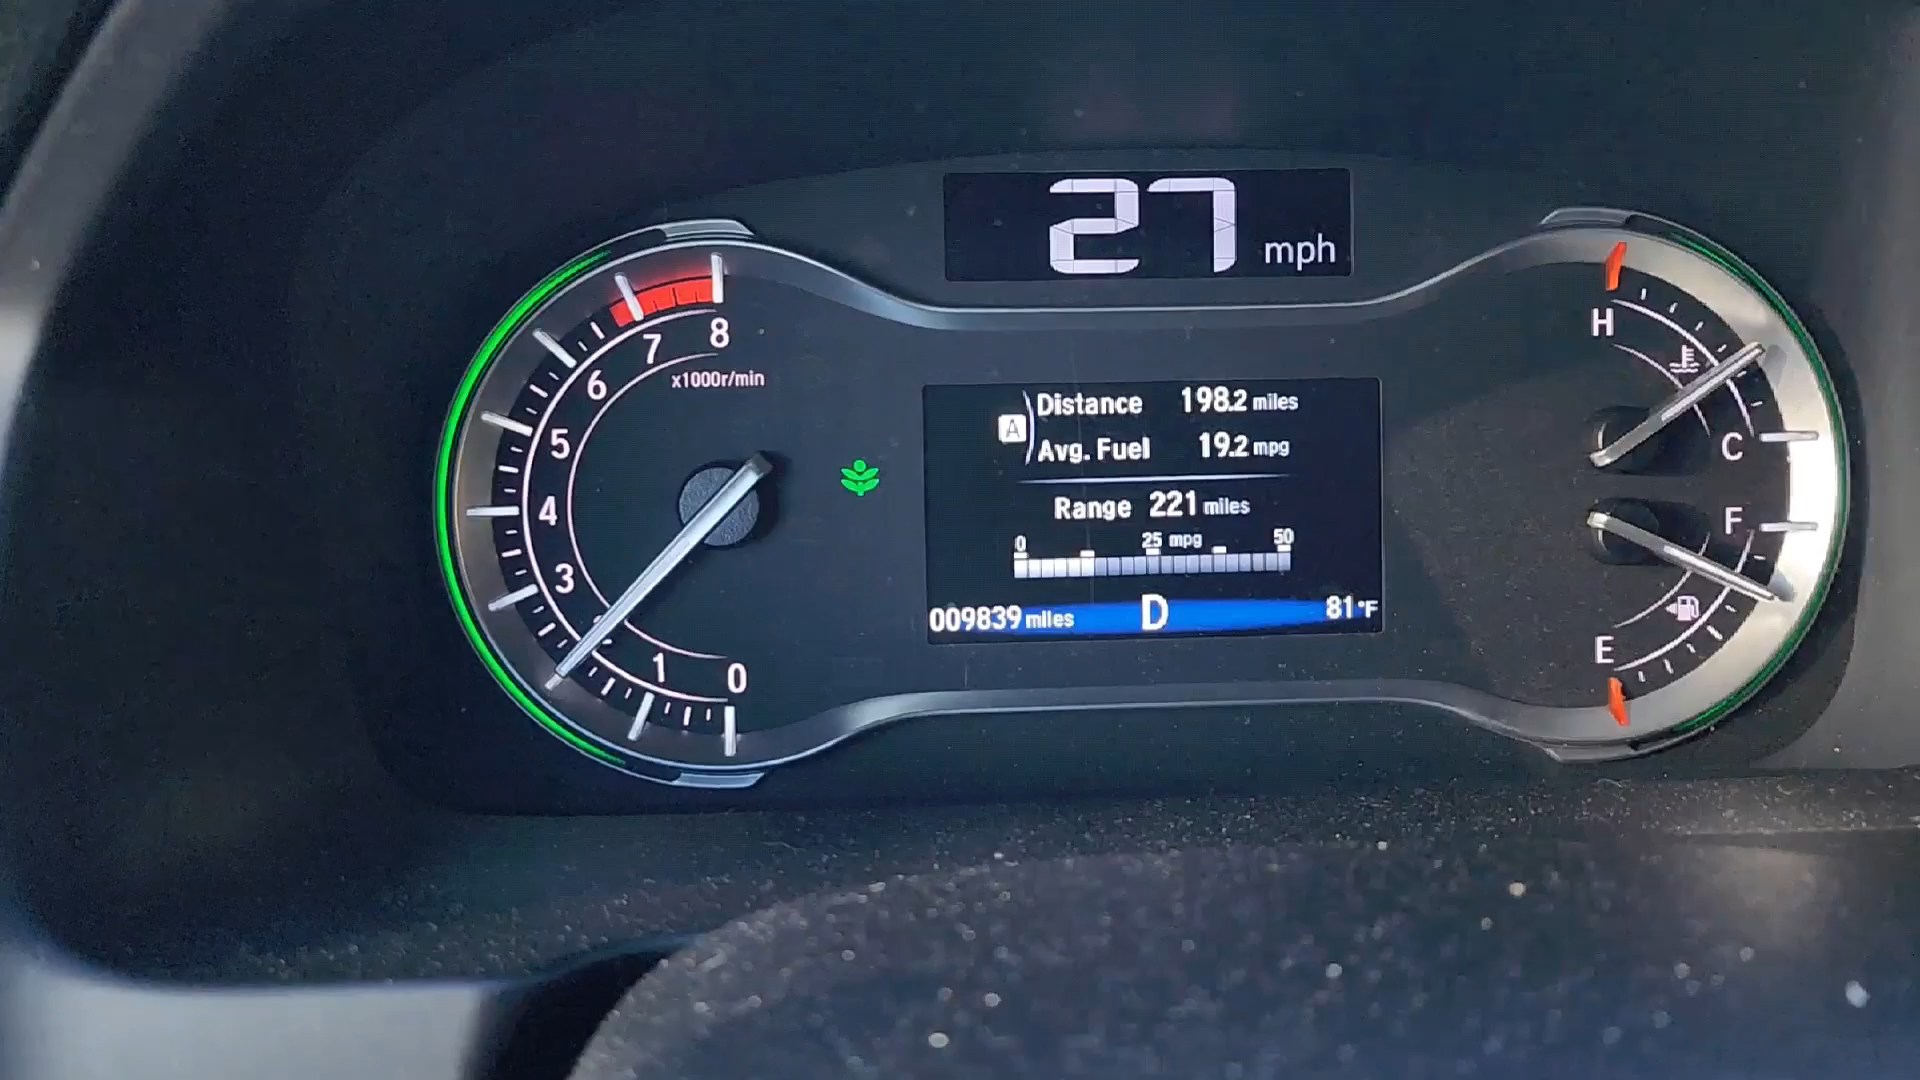 27 mph
8
7
6
5
4
3
1
0
x1000r/min
A
Distance 198.2 miles
Avg. Fuel 19.2 mpg
Range 221 miles
0 25 mpg 50
009839 miles D 81°F
H
C
F
E